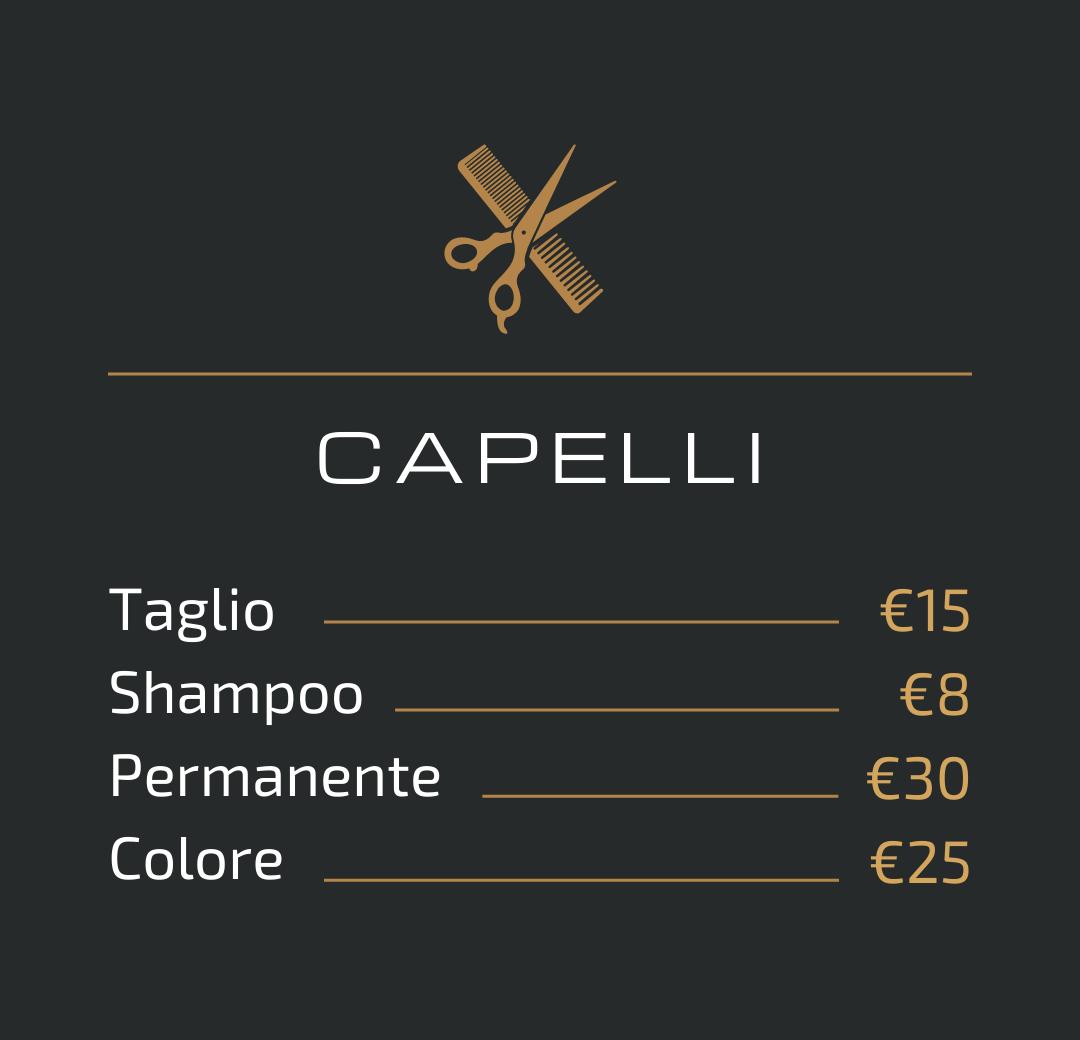 CAPELLI
Taglio €15
Shampoo €8
Permanente €30
Colore €25